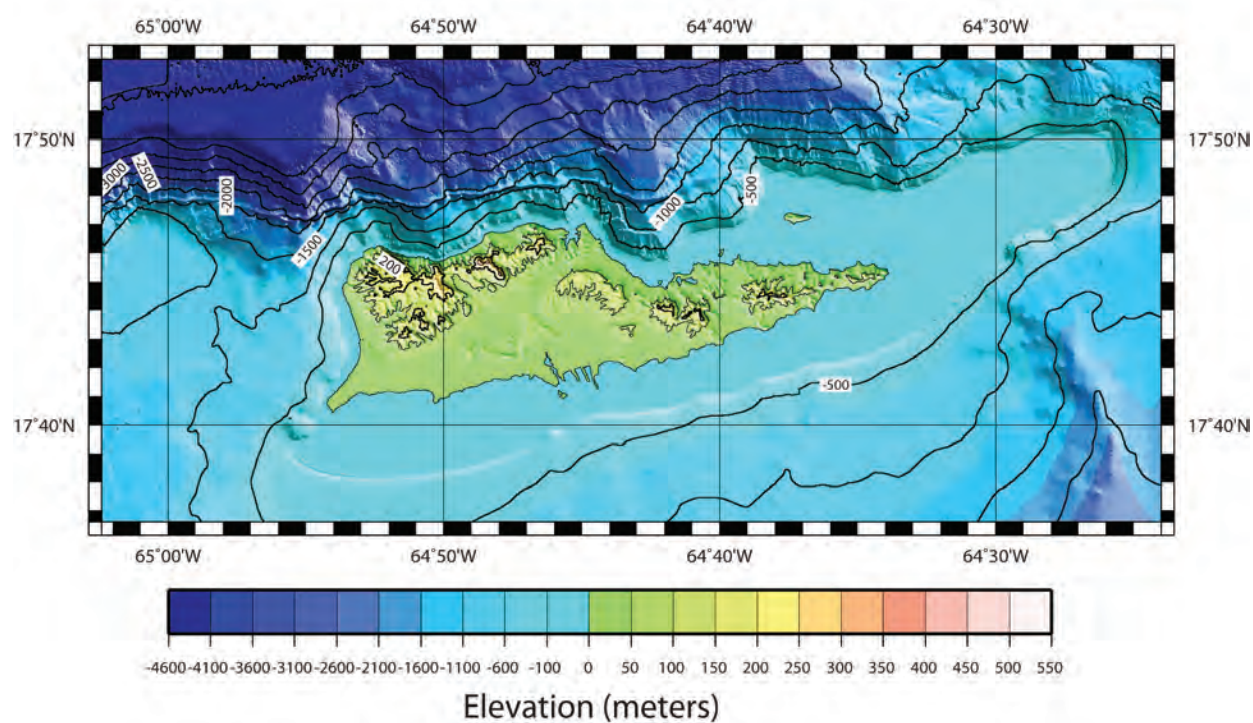 65°00'W 64°50'W 64°40'W 64°30'W
17°50'N 17°50'N
-3000 -2500 -2000 -1500 -1000 -500
200
-500
17°40'N 17°40'N
65°00'W 64°50'W 64°40'W 64°30'W
-4600 -4100 -3600 -3100 -2600 -2100 -1600 -1100 -600 -100 0 50 100 150 200 250 300 350 400 450 500 550
Elevation (meters)